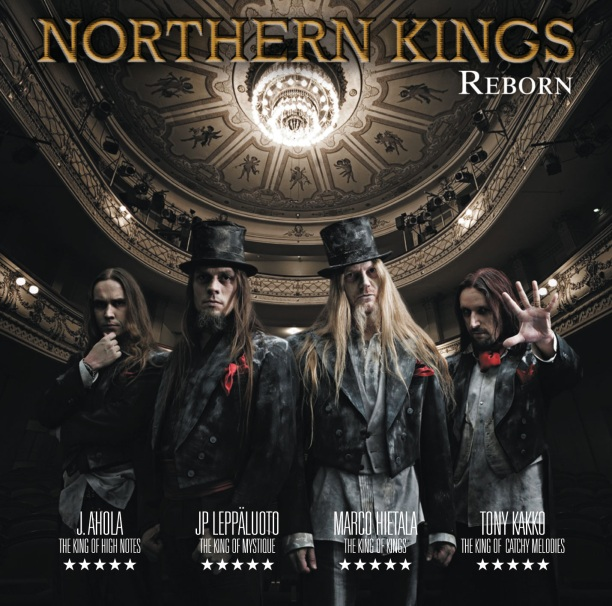 NORTHERN KINGS
REBORN
J. AHOLA
THE KING OF HIGH NOTES
★★★★★
JP LEPPÄLUOTO
THE KING OF MYSTIQUE
★★★★★
MARCO HIETALA
THE KING OF KINGS
★★★★★
TONY KAKKO
THE KING OF CATCHY MELODIES
★★★★★